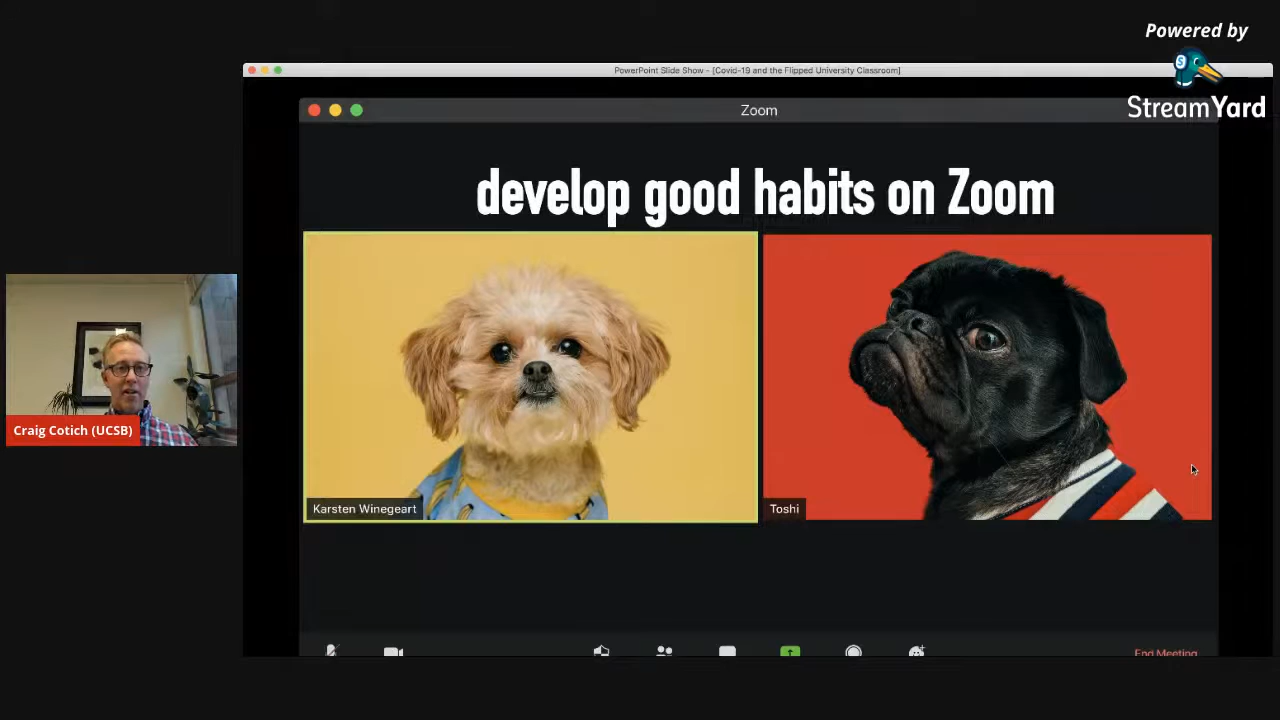 Powered by
StreamYard
PowerPoint Slide Show - [Covid-19 and the Flipped University Classroom]
Zoom
develop good habits on Zoom
Karsten Winegeart
Toshi
Craig Cotich (UCSB)
End Meeting